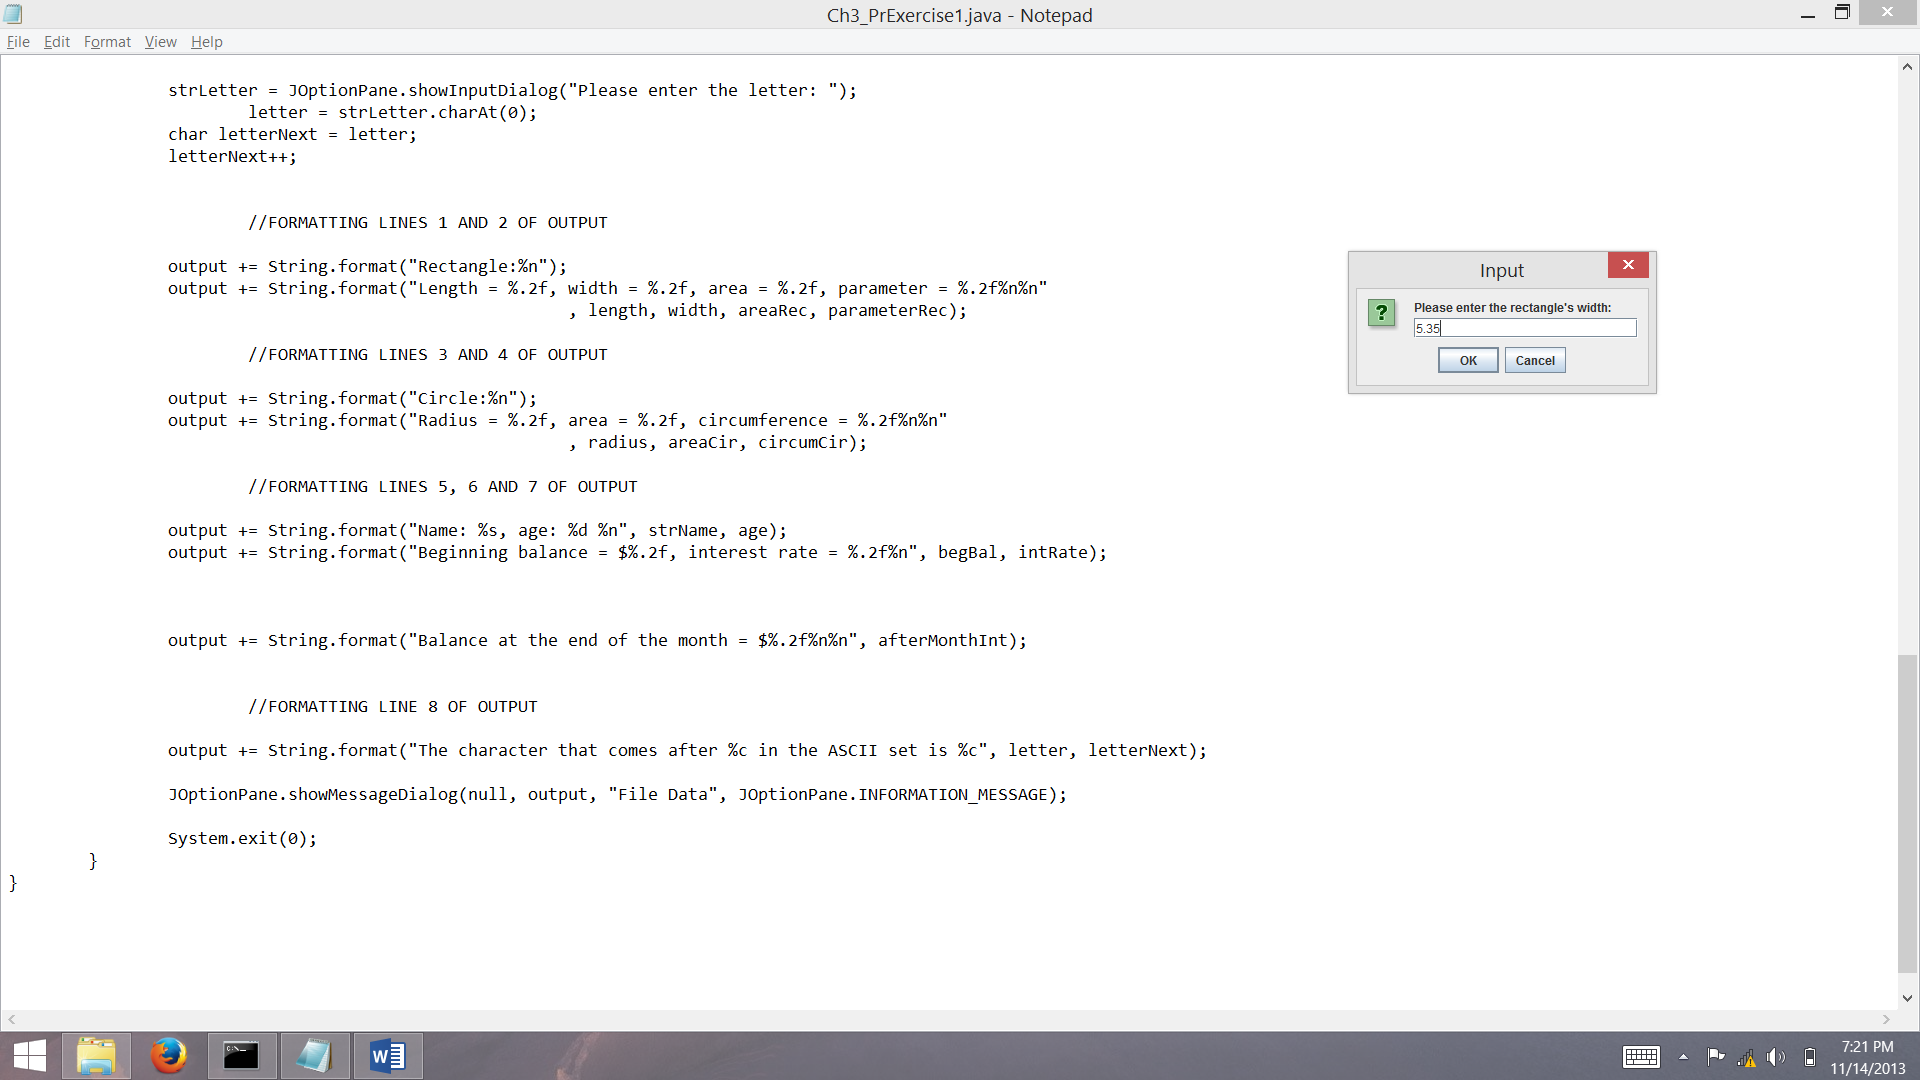 Ch3_PrExercise1.java - Notepad
File Edit Format View Help
strLetter = JOptionPane.showInputDialog("Please enter the letter: ");
letter = strLetter.charAt(0);
char letterNext = letter;
letterNext++;
//FORMATTING LINES 1 AND 2 OF OUTPUT
output += String.format("Rectangle:%n");
output += String.format("Length = %.2f, width = %.2f, area = %.2f, parameter = %.2f%n%n"
, length, width, areaRec, parameterRec);
//FORMATTING LINES 3 AND 4 OF OUTPUT
output += String.format("Circle:%n");
output += String.format("Radius = %.2f, area = %.2f, circumference = %.2f%n%n"
, radius, areaCir, circumCir);
//FORMATTING LINES 5, 6 AND 7 OF OUTPUT
output += String.format("Name: %s, age: %d %n", strName, age);
output += String.format("Beginning balance = $%.2f, interest rate = %.2f%n", begBal, intRate);
output += String.format("Balance at the end of the month = $%.2f%n%n", afterMonthInt);
//FORMATTING LINE 8 OF OUTPUT
output += String.format("The character that comes after %c in the ASCII set is %c", letter, letterNext);
JOptionPane.showMessageDialog(null, output, "File Data", JOptionPane.INFORMATION_MESSAGE);
System.exit(0);
}
}
Input
?
Please enter the rectangle's width:
5.35
OK Cancel
C:\_
W
7:21 PM
11/14/2013